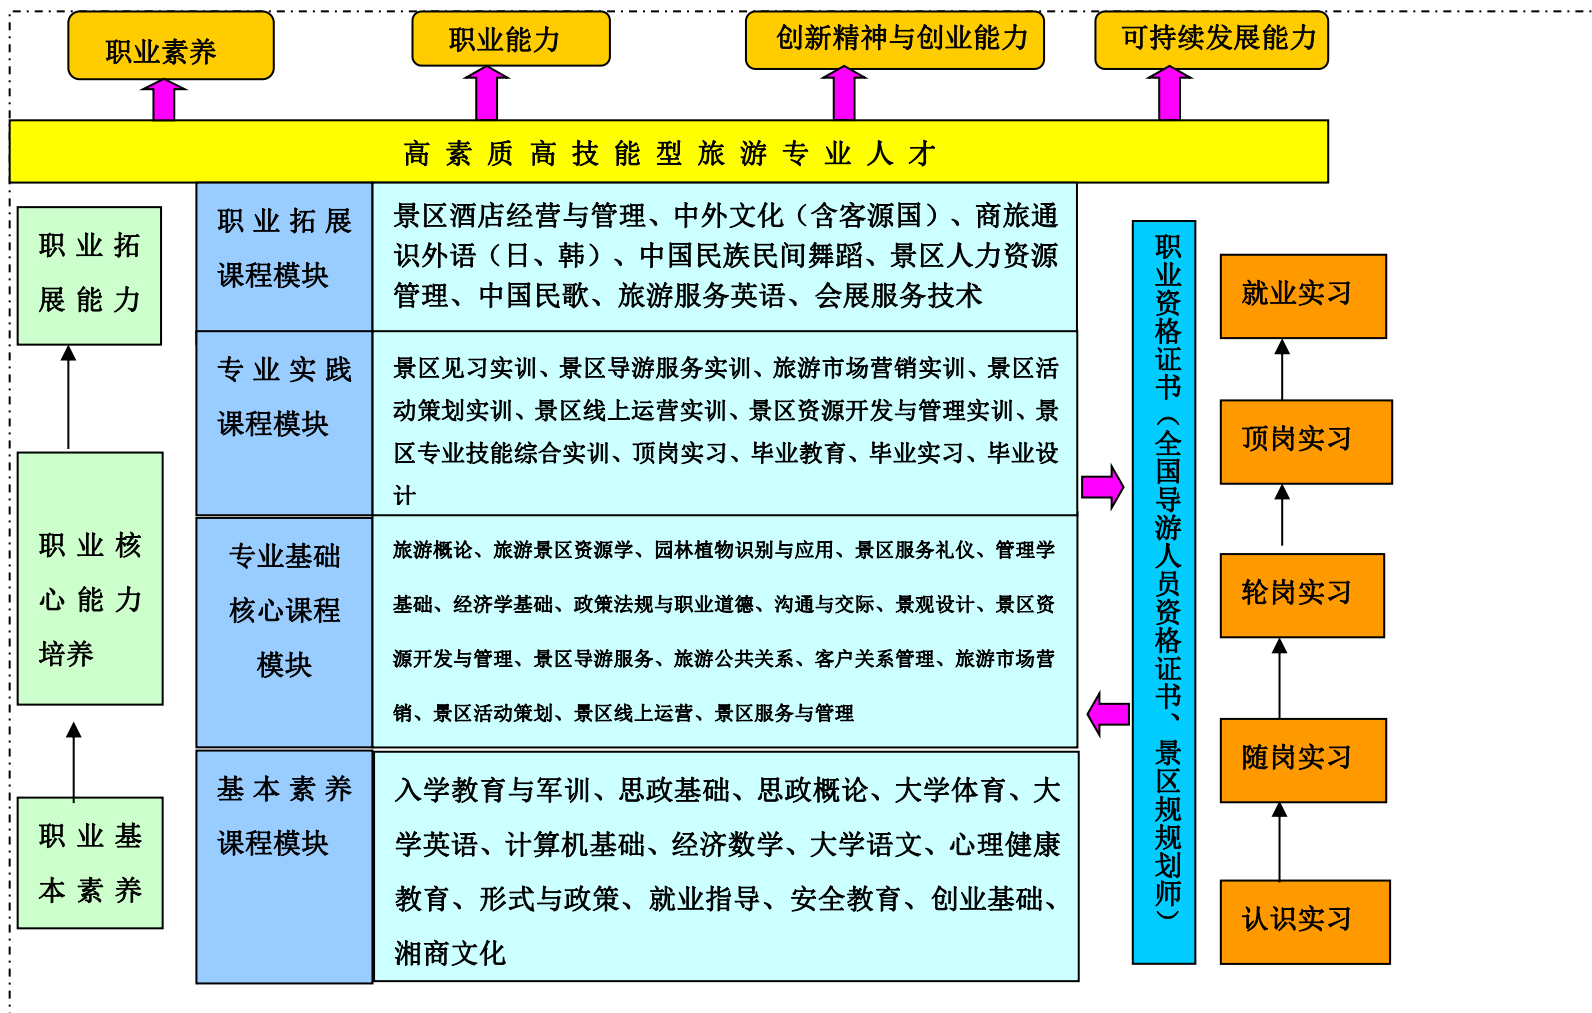 职业素养
职业能力
创新精神与创业能力
可持续发展能力
高素质高技能型旅游专业人才
职业拓
展能力
职业核
心能力
培养
职业基
本素养
职业拓展
课程模块
景区酒店经营与管理、中外文化（含客源国）、商旅通
识外语（日、韩）、中国民族民间舞蹈、景区人力资源
管理、中国民歌、旅游服务英语、会展服务技术
专业实践
课程模块
景区见习实训、景区导游服务实训、旅游市场营销实训、景区活
动策划实训、景区线上运营实训、景区资源开发与管理实训、景
区专业技能综合实训、顶岗实习、毕业教育、毕业实习、毕业设
计
专业基础
核心课程
模块
旅游概论、旅游景区资源学、园林植物识别与应用、景区服务礼仪、管理学
基础、经济学基础、政策法规与职业道德、沟通与交际、景观设计、景区资
源开发与管理、景区导游服务、旅游公共关系、客户关系管理、旅游市场营
销、景区活动策划、景区线上运营、景区服务与管理
基本素养
课程模块
入学教育与军训、思政基础、思政概论、大学体育、大
学英语、计算机基础、经济数学、大学语文、心理健康
教育、形式与政策、就业指导、安全教育、创业基础、
湘商文化
职业资格证书（全国导游人员资格证书、景区规规划师）
就业实习
顶岗实习
轮岗实习
随岗实习
认识实习